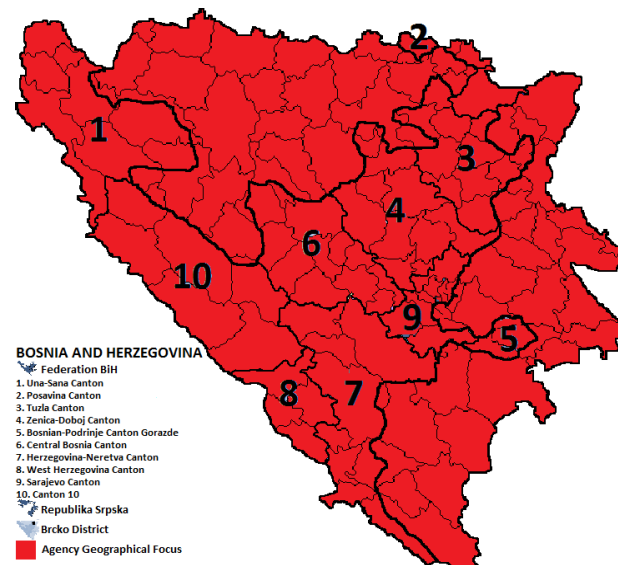 2
1
3
4
6
10
9
5
8
7
BOSNIA AND HERZEGOVINA
Federation BiH
1. Una-Sana Canton
2. Posavina Canton
3. Tuzla Canton
4. Zenica-Doboj Canton
5. Bosnian-Podrinje Canton Gorazde
6. Central Bosnia Canton
7. Herzegovina-Neretva Canton
8. West Herzegovina Canton
9. Sarajevo Canton
10. Canton 10
Republika Srpska
Brcko District
Agency Geographical Focus